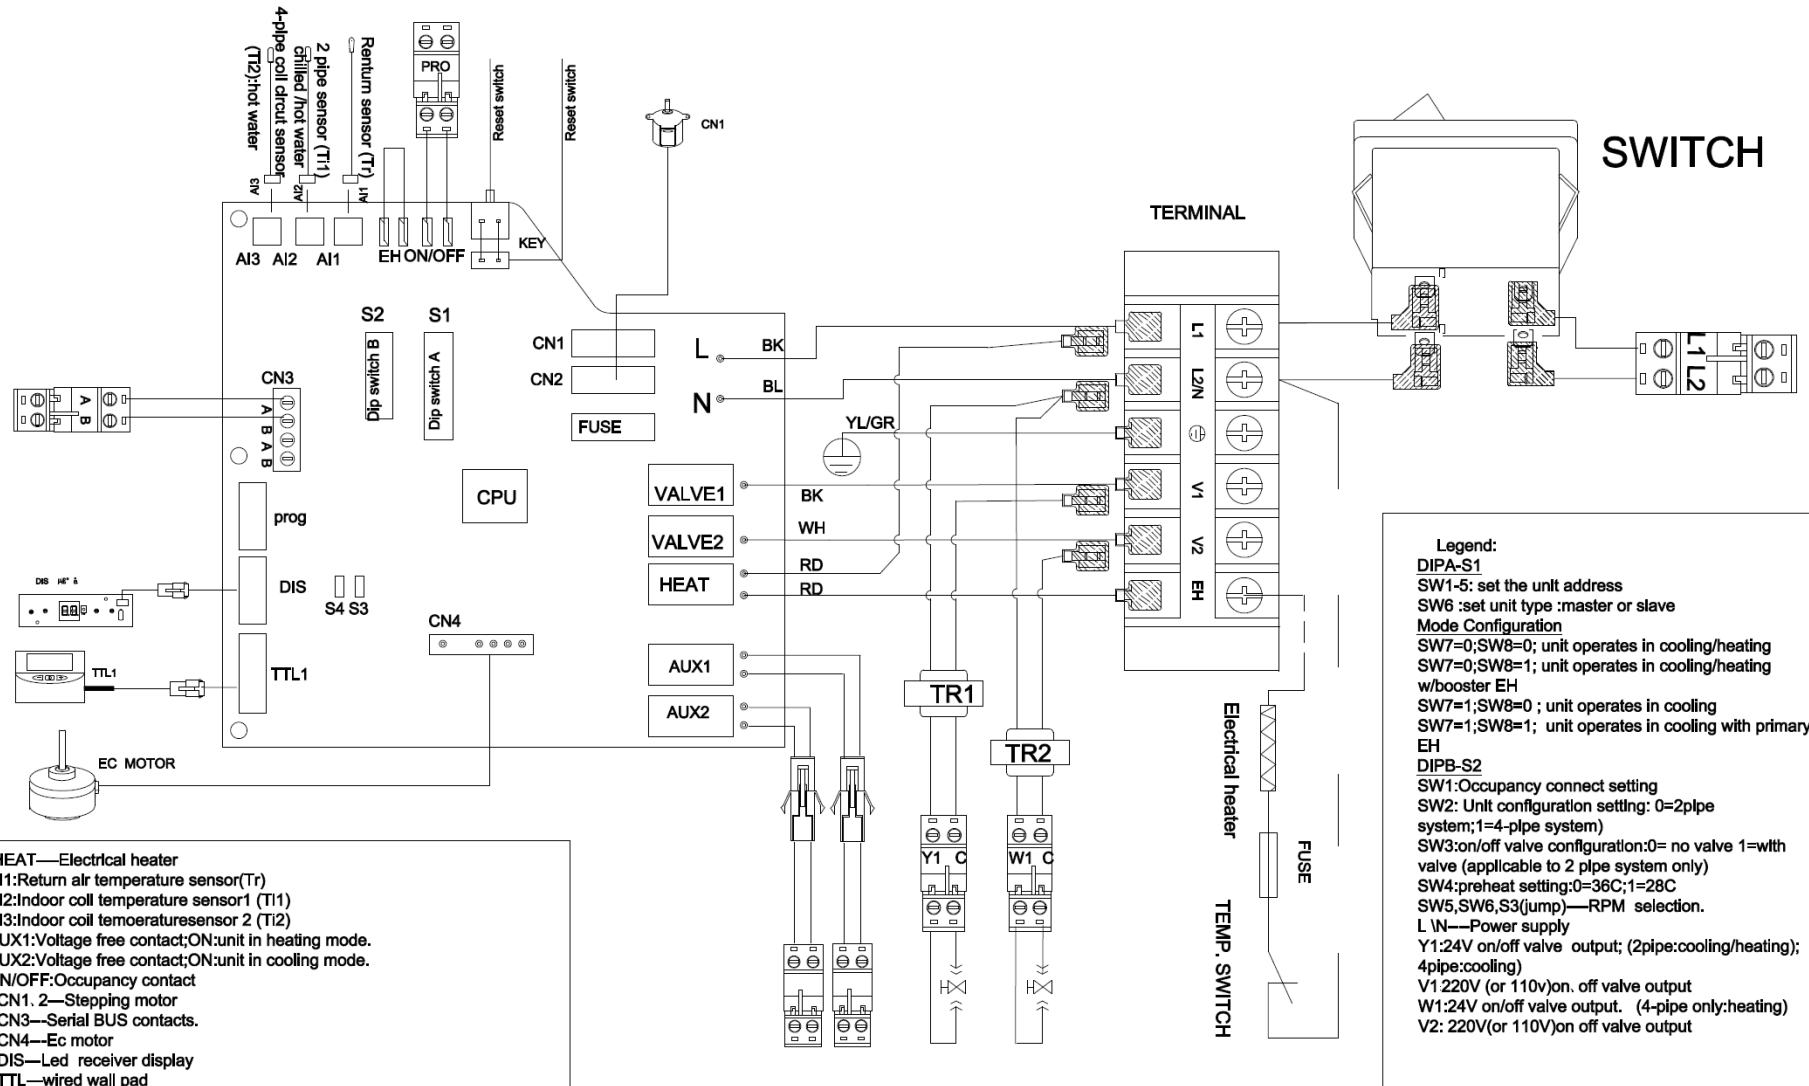 4-pipe coil circut sensor
(Ti2):hot water
2 pipe sensor (Ti1)
chilled /hot water
Renturn sensor (Tr)
PRO
Reset switch
Reset switch
CN1
SWITCH
TERMINAL
AI3
AI2
AI1
KEY
AI3 AI2 AI1
EH ON/OFF
S2 S1
Dip switch B
Dip switch A
CN1
CN2
FUSE
L
N
BK
BL
YL/GR
L1
L2/N
V1
V2
EH
L1
L2
CN3
A
B
A
B
A
B
CPU
prog
DIS
S4 S3
CN4
TTL1
DIS
TTL1
EC MOTOR
VALVE1
VALVE2
HEAT
AUX1
AUX2
BK
WH
RD
RD
TR1
TR2
Y1 C
W1 C
Electrical heater
FUSE
TEMP. SWITCH
HEAT—Electrical heater
I1:Return air temperature sensor(Tr)
I2:Indoor coil temperature sensor1 (TI1)
I3:Indoor coil temoeraturesensor 2 (Ti2)
UX1:Voltage free contact;ON:unit in heating mode.
UX2:Voltage free contact;ON:unit in cooling mode.
N/OFF:Occupancy contact
CN1. 2—Stepping motor
CN3--Serial BUS contacts.
CN4--Ec motor
DIS—Led receiver display
TTL—wired wall pad
Legend:
DIPA-S1
SW1-5: set the unit address
SW6 :set unit type :master or slave
Mode Configuration
SW7=0;SW8=0; unit operates in cooling/heating
SW7=0;SW8=1; unit operates in cooling/heating
w/booster EH
SW7=1;SW8=0 ; unit operates in cooling
SW7=1;SW8=1; unit operates in cooling with primary
EH
DIPB-S2
SW1:Occupancy connect setting
SW2: Unit configuration setting: 0=2pipe
system;1=4-pipe system)
SW3:on/off valve configuration:0= no valve 1=with
valve (applicable to 2 pipe system only)
SW4:preheat setting:0=36C;1=28C
SW5,SW6,S3(jump)—RPM selection.
L \N---Power supply
Y1:24V on/off valve output; (2pipe:cooling/heating);
4pipe:cooling)
V1:220V (or 110v)on. off valve output
W1:24V on/off valve output. (4-pipe only:heating)
V2: 220V(or 110V)on off valve output